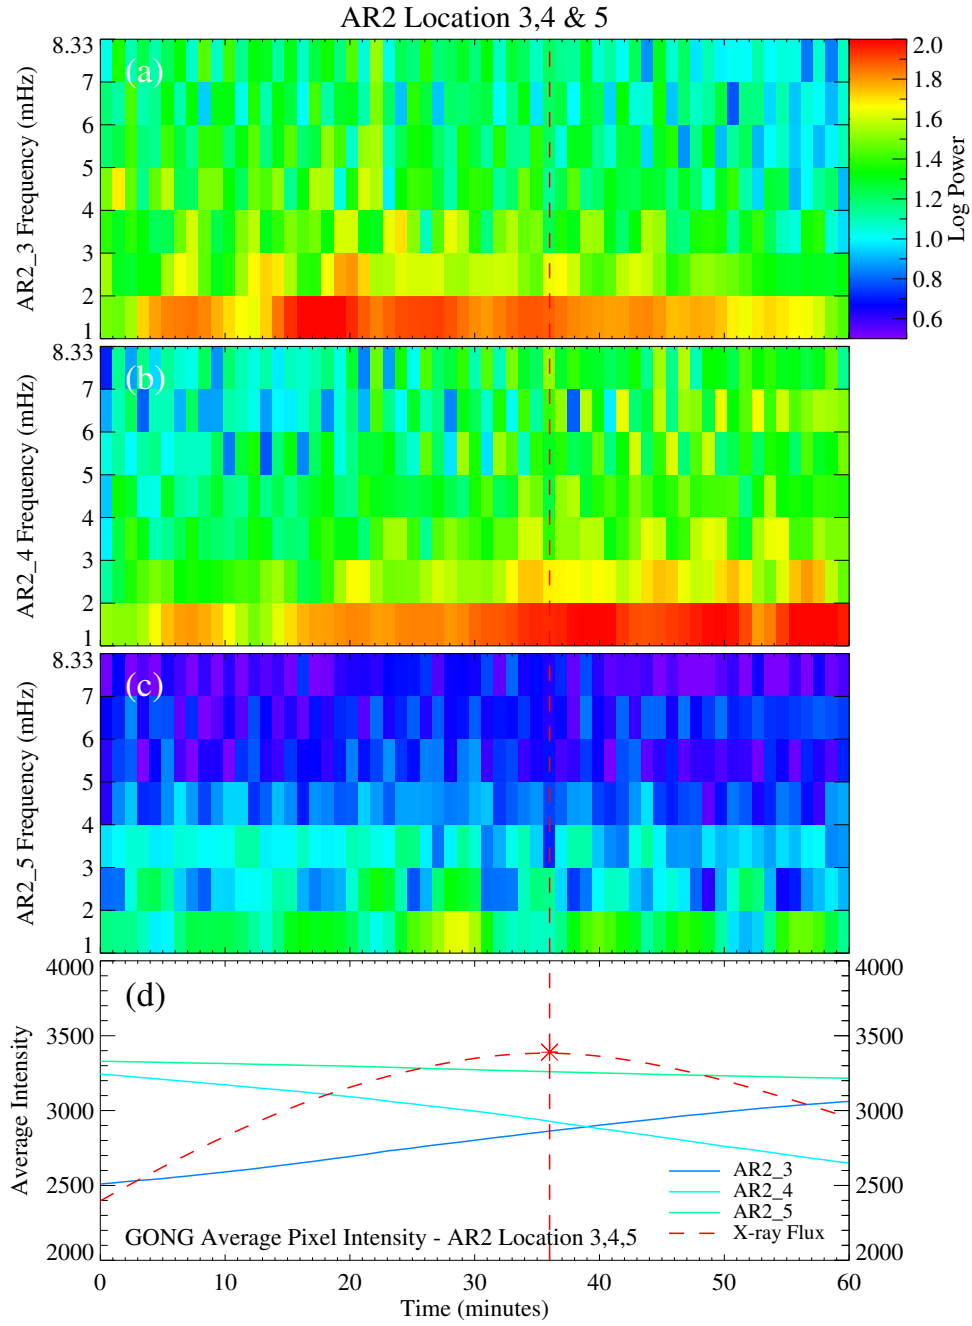 AR2 Location 3,4 & 5
8.33
7
6
5
4
3
2
1
AR2_3 Frequency (mHz)
(a)
2.0
1.8
1.6
1.4
1.2
1.0
0.8
0.6
Log Power
8.33
7
6
5
4
3
2
1
AR2_4 Frequency (mHz)
(b)
8.33
7
6
5
4
3
2
1
AR2_5 Frequency (mHz)
(c)
4000
3500
3000
2500
2000
Average Intensity
(d)
4000
3500
3000
2500
2000
AR2_3
AR2_4
AR2_5
X-ray Flux
GONG Average Pixel Intensity - AR2 Location 3,4,5
0 10 20 30 40 50 60
Time (minutes)